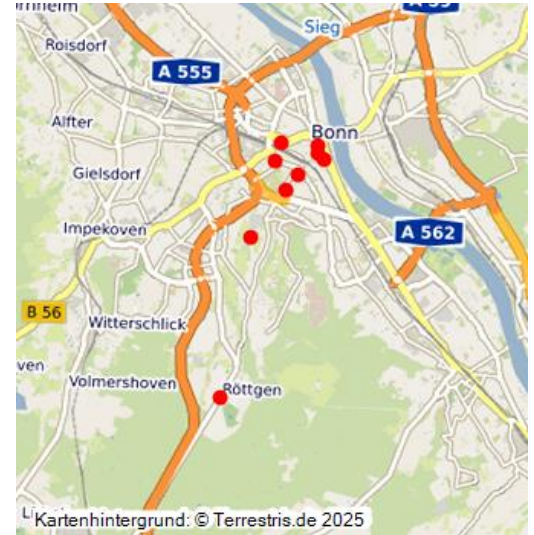 Sieg
Roisdorf
A 555
Alfter
Bonn
Gielsdorf
Impekoven
A 562
B 56
Witterschlick
Volmershoven
Röttgen
Kartenhintergrund: © Terrestris.de 2025